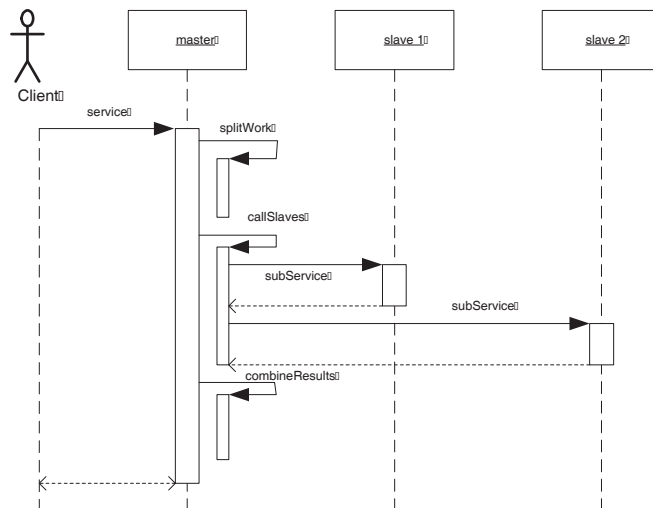 master
slave 1
slave 2
Client
service
splitWork
callSlaves
subService
subService
combineResults